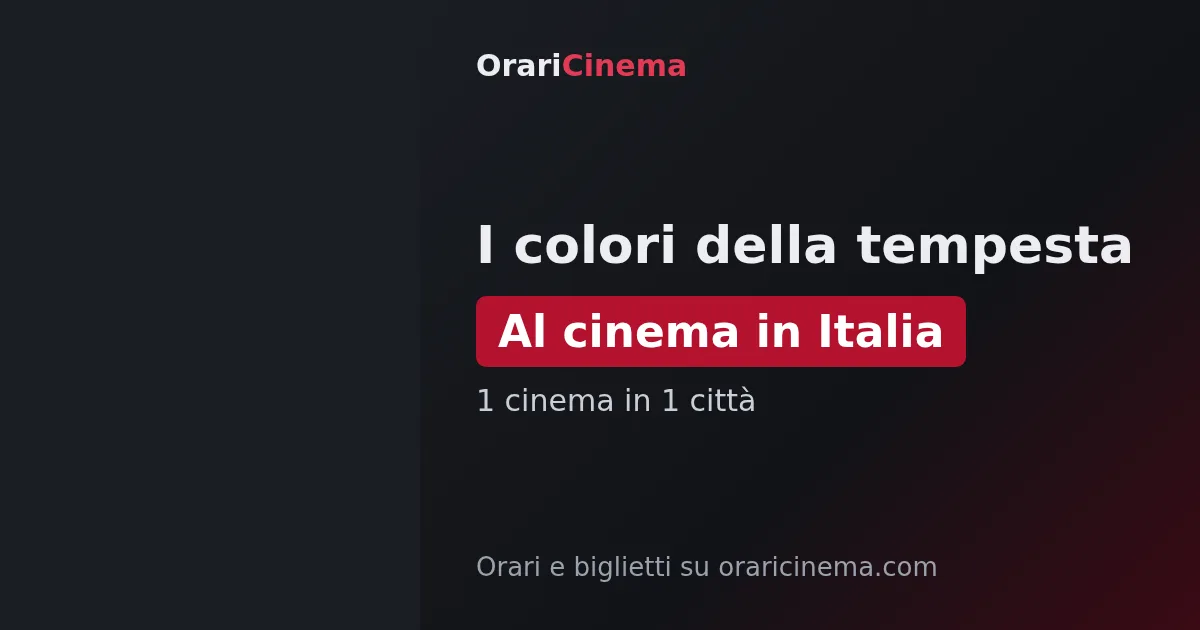 OrariCinema
I colori della tempesta
Al cinema in Italia
1 cinema in 1 città
Orari e biglietti su oraricinema.com